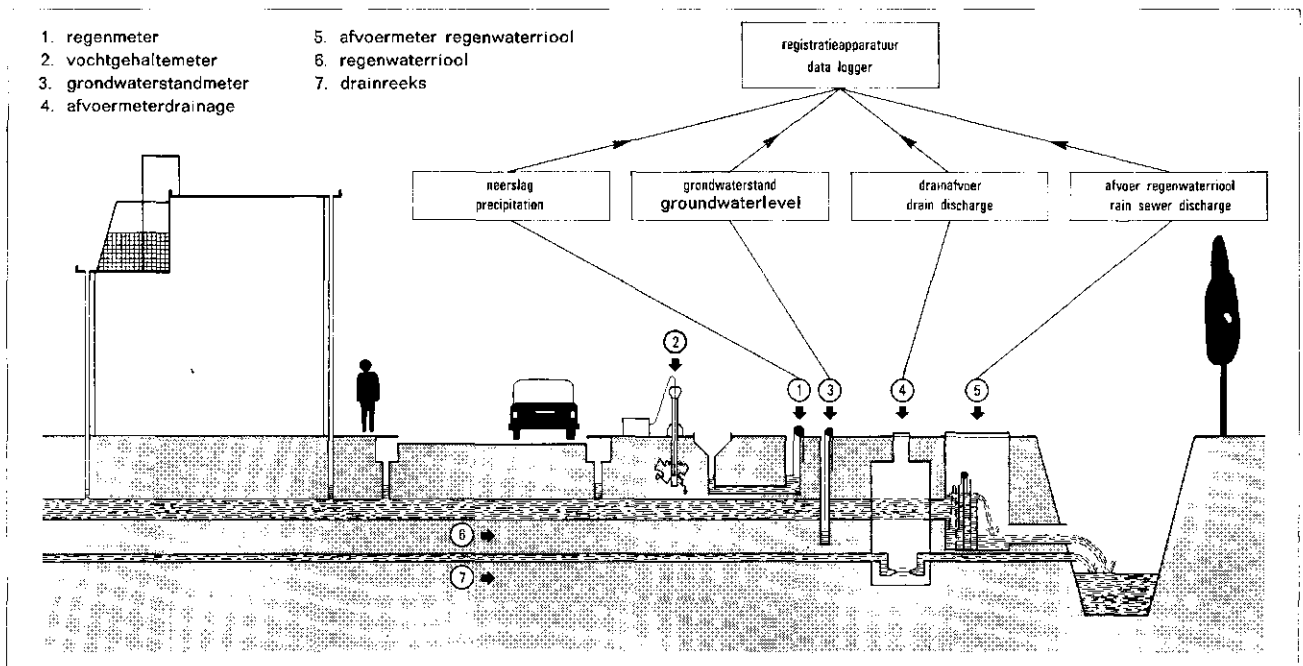 1. regenmeter
2. vochtgehaltemeter
3. grondwaterstandmeter
4. afvoermeterdrainage
5. afvoermeter regenwaterriool
6. regenwaterriool
7. drainreeks
registratieapparatuur
data logger
neerslag
precipitation
grondwaterstand
groundwaterlevel
drainafvoer
drain discharge
afvoer regenwaterriool
rain sewer discharge
2
1
3
4
5
6
7